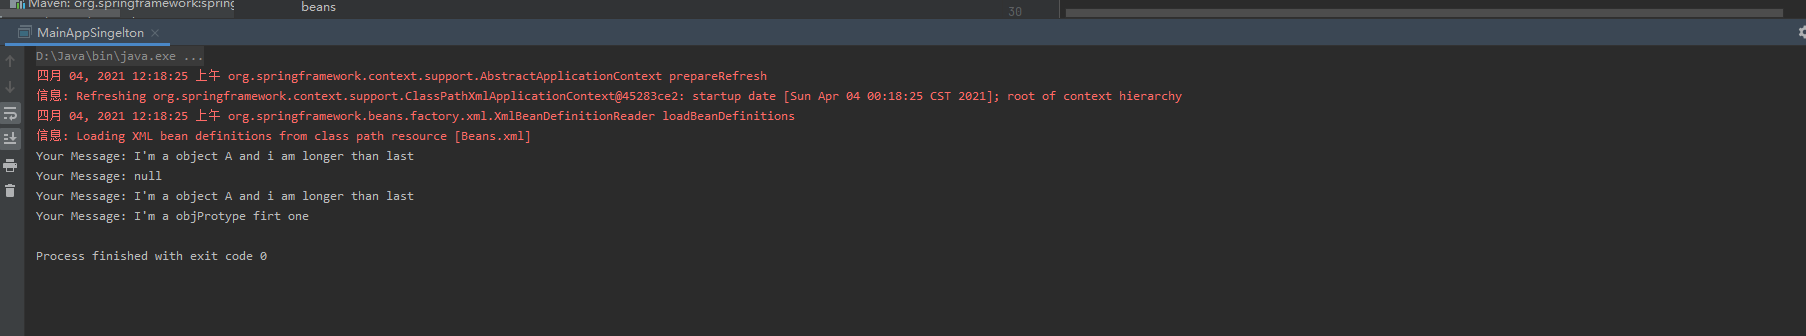 Maven: org.springframework:spring
beans
30
MainAppSingelton
D:\Java\bin\java.exe ...
四月 04, 2021 12:18:25 上午 org.springframework.context.support.AbstractApplicationContext prepareRefresh
信息: Refreshing org.springframework.context.support.ClassPathXmlApplicationContext@45283ce2: startup date [Sun Apr 04 00:18:25 CST 2021]; root of context hierarchy
四月 04, 2021 12:18:25 上午 org.springframework.beans.factory.xml.XmlBeanDefinitionReader loadBeanDefinitions
信息: Loading XML bean definitions from class path resource [Beans.xml]
Your Message: I'm a object A and i am longer than last
Your Message: null
Your Message: I'm a object A and i am longer than last
Your Message: I'm a objProtype firt one
Process finished with exit code 0